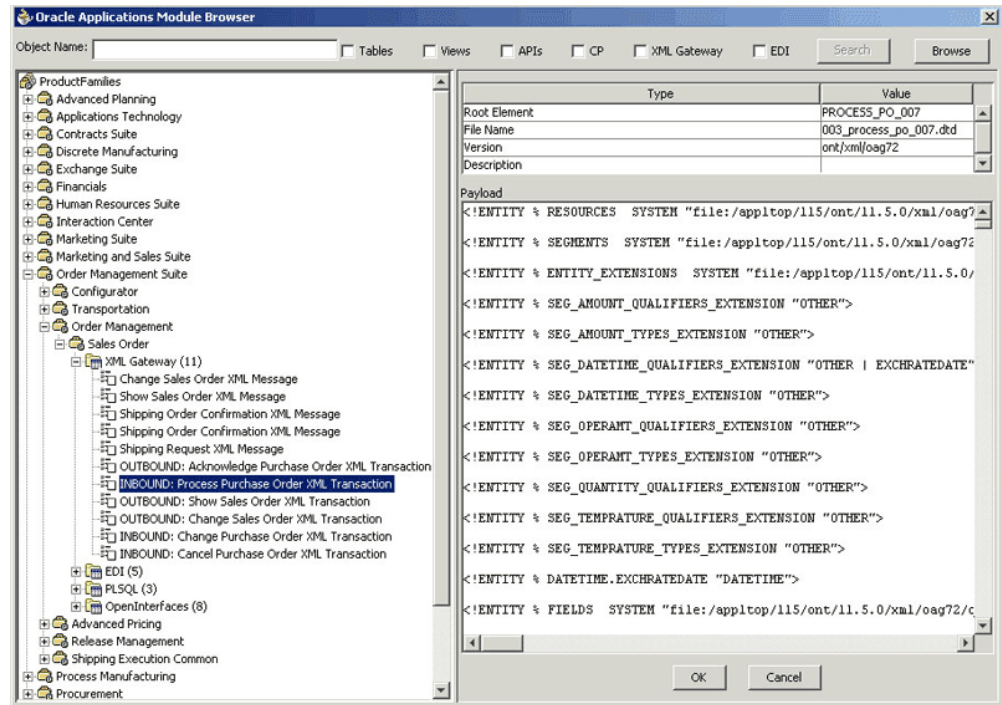 Oracle Applications Module Browser
Object Name: Tables Views APIs CP XML Gateway EDI Search Browse
ProductFamilies
Advanced Planning
Applications Technology
Contracts Suite
Discrete Manufacturing
Exchange Suite
Financials
Human Resources Suite
Interaction Center
Marketing Suite
Marketing and Sales Suite
Order Management Suite
Configurator
Transportation
Order Management
Sales Order
XML Gateway (11)
Change Sales Order XML Message
Show Sales Order XML Message
Shipping Order Confirmation XML Message
Shipping Order Confirmation XML Message
Shipping Request XML Message
OUTBOUND: Acknowledge Purchase Order XML Transaction
INBOUND: Process Purchase Order XML Transaction
OUTBOUND: Show Sales Order XML Transaction
OUTBOUND: Change Sales Order XML Transaction
INBOUND: Change Purchase Order XML Transaction
INBOUND: Cancel Purchase Order XML Transaction
EDI (5)
PLSQL (3)
OpenInterfaces (8)
Advanced Pricing
Release Management
Shipping Execution Common
Process Manufacturing
Procurement
Type Value
Root Element PROCESS_PO_007
File Name 003_process_po_007.dtd
Version ont/xml/oag72
Description
Payload
<!ENTITY % RESOURCES SYSTEM "file:/appltop/115/ont/11.5.0/xml/oag7
<!ENTITY % SEGMENTS SYSTEM "file:/appltop/115/ont/11.5.0/xml/oag72
<!ENTITY % ENTITY_EXTENSIONS SYSTEM "file:/appltop/115/ont/11.5.0/
<!ENTITY % SEG_AMOUNT_QUALIFIERS_EXTENSION "OTHER">
<!ENTITY % SEG_AMOUNT_TYPES_EXTENSION "OTHER">
<!ENTITY % SEG_DATETIME_QUALIFIERS_EXTENSION "OTHER | EXCHRATEDATE"
<!ENTITY % SEG_DATETIME_TYPES_EXTENSION "OTHER">
<!ENTITY % SEG_OPERAMT_QUALIFIERS_EXTENSION "OTHER">
<!ENTITY % SEG_OPERAMT_TYPES_EXTENSION "OTHER">
<!ENTITY % SEG_QUANTITY_QUALIFIERS_EXTENSION "OTHER">
<!ENTITY % SEG_TEMPRATURE_QUALIFIERS_EXTENSION "OTHER">
<!ENTITY % SEG_TEMPRATURE_TYPES_EXTENSION "OTHER">
<!ENTITY % DATETIME.EXCHRATEDATE "DATETIME">
<!ENTITY % FIELDS SYSTEM "file:/appltop/115/ont/11.5.0/xml/oag72/
OK Cancel